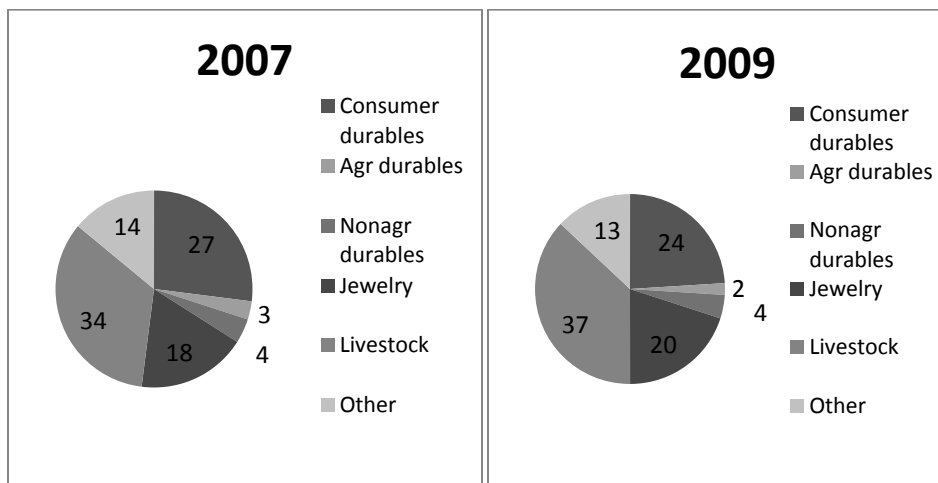 2007
Consumer
durables
Agr durables
Nonagr
durables
Jewelry
Livestock
Other
14
27
3
4
18
34
2009
Consumer
durables
Agr durables
Nonagr
durables
Jewelry
Livestock
Other
13
24
2
4
20
37